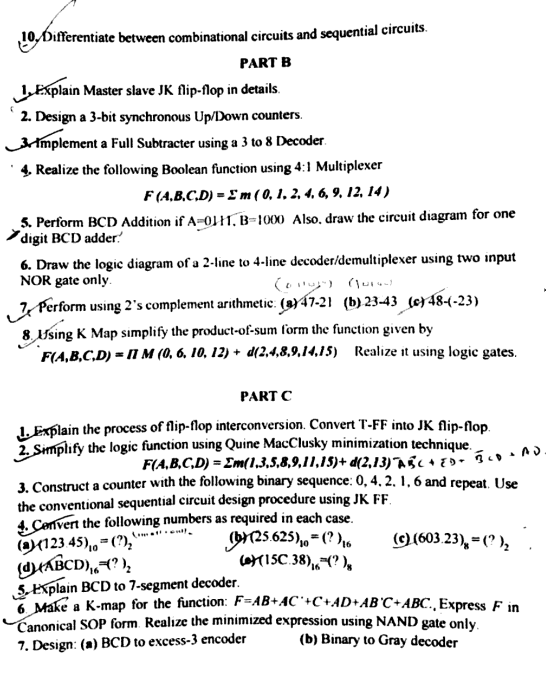 10. Differentiate between combinational circuits and sequential circuits.
PART B
1. Explain Master slave JK flip-flop in details.
2. Design a 3-bit synchronous Up/Down counters.
3. Implement a Full Subtracter using a 3 to 8 Decoder.
4. Realize the following Boolean function using 4:1 Multiplexer
F (A,B,C,D) = Σ m ( 0, 1, 2, 4, 6, 9, 12, 14 )
5. Perform BCD Addition if A=0111, B=1000 Also, draw the circuit diagram for one
digit BCD adder.
6. Draw the logic diagram of a 2-line to 4-line decoder/demultiplexer using two input
NOR gate only.
7. Perform using 2's complement arithmetic: (a) 47-21 (b) 23-43 (c) 48-(-23)
8. Using K Map simplify the product-of-sum form the function given by
F(A,B,C,D) = Π M (0, 6, 10, 12) + d(2,4,8,9,14,15) Realize it using logic gates.
PART C
1. Explain the process of flip-flop interconversion. Convert T-FF into JK flip-flop.
2. Simplify the logic function using Quine MacClusky minimization technique.
F(A,B,C,D) = Σm(1,3,5,8,9,11,15)+ d(2,13)
3. Construct a counter with the following binary sequence: 0, 4, 2, 1, 6 and repeat. Use
the conventional sequential circuit design procedure using JK FF.
4. Convert the following numbers as required in each case.
(a) (123.45)₁₀ = (?)₂ (b) (25.625)₁₀ = (? )₁₆ (c) (603.23)₈ = (? )₂
(d) (ABCD)₁₆ = (? )₂ (e) (15C.38)₁₆ = (?)₈
5. Explain BCD to 7-segment decoder.
6. Make a K-map for the function: F=AB+AC'+C+AD+AB'C+ABC., Express F in
Canonical SOP form. Realize the minimized expression using NAND gate only.
7. Design: (a) BCD to excess-3 encoder (b) Binary to Gray decoder